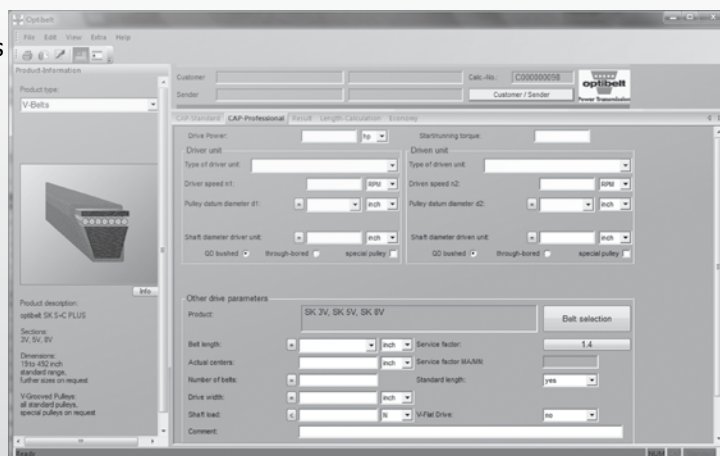 s
Optibelt
File Edit View Extra Help
Product-Information
Product type:
V-Belts
Info
Product description:
optibelt SK S=C PLUS
Sections:
3V, 5V, 8V
Dimensions:
19 to 492 inch
standard range,
further sizes on request
V-Grooved Pulleys:
all standard pulleys,
special pulleys on request
Customer Calc.-No.: C000000098
Sender Customer / Sender
optibelt
Power Transmission
CAP-Standard CAP-Professional Result Length-Calculation Economy
Drive Power: hp Start/running torque:
Driver unit Driven unit
Type of driver unit: Type of driven unit:
Driver speed n1: RPM Driven speed n2: RPM
Pulley datum diameter d1: = inch Pulley datum diameter d2: = inch
Shaft diameter driver unit: = inch Shaft diameter driven unit: = inch
QD bushed through-bored special pulley QD bushed through-bored special pulley
Other drive parameters
Product: SK 3V, SK 5V, SK 8V Belt selection
Belt length: = inch Service factor: 1.4
Actual centers: inch Service factor MA/MN:
Number of belts: = Standard length: yes
Drive width: = inch
Shaft load: ≤ N V-Flat Drive: no
Comment:
Ready NUM